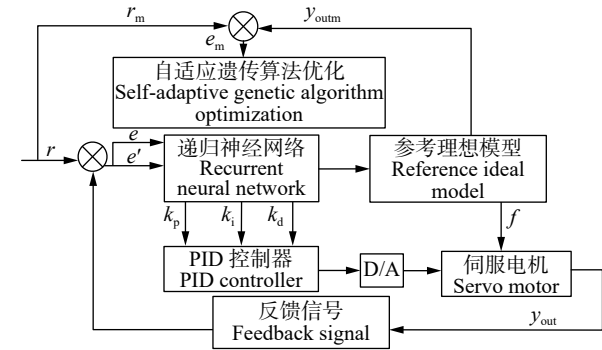 r_m
y_outm
e_m
自适应遗传算法优化
Self-adaptive genetic algorithm
optimization
r
e
e′
递归神经网络
Recurrent
neural network
参考理想模型
Reference ideal
model
k_p
k_i
k_d
f
PID 控制器
PID controller
D/A
伺服电机
Servo motor
反馈信号
Feedback signal
y_out